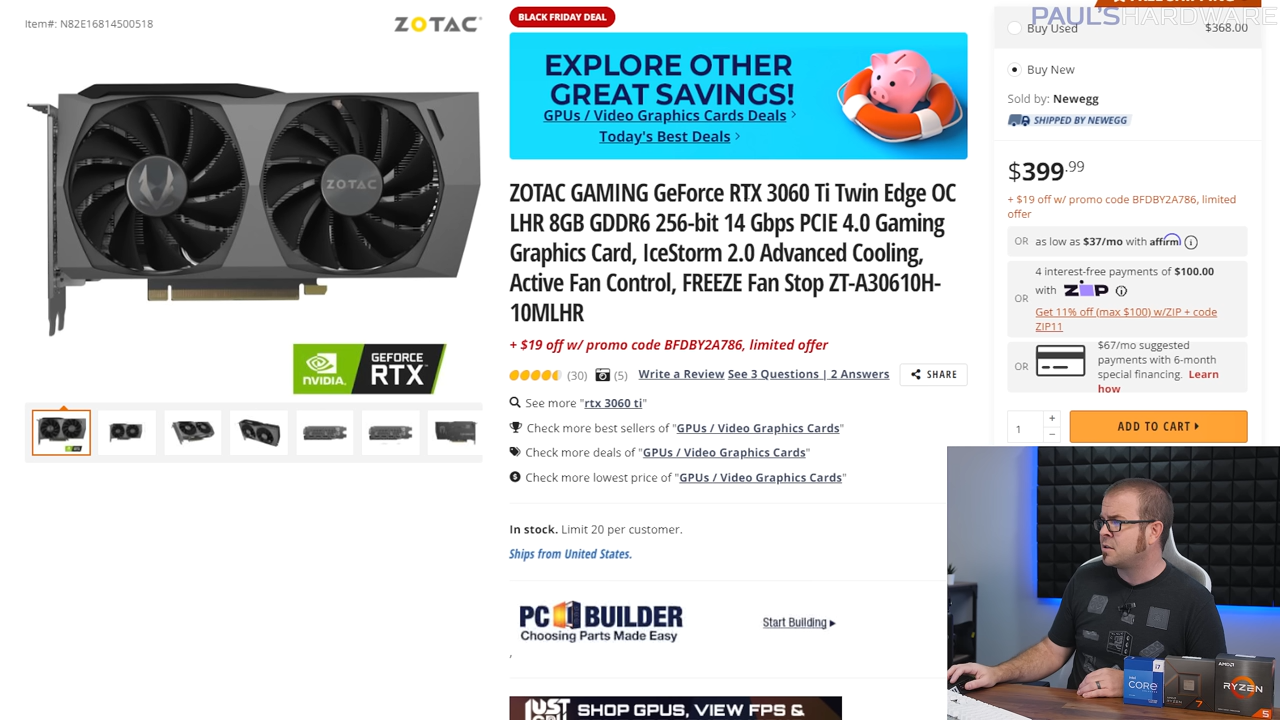 Item#: N82E16814500518
ZOTAC
ZOTAC
NVIDIA.
GEFORCE
RTX
BLACK FRIDAY DEAL
EXPLORE OTHER
GREAT SAVINGS!
GPUs / Video Graphics Cards Deals
Today's Best Deals
ZOTAC GAMING GeForce RTX 3060 Ti Twin Edge OC
LHR 8GB GDDR6 256-bit 14 Gbps PCIE 4.0 Gaming
Graphics Card, IceStorm 2.0 Advanced Cooling,
Active Fan Control, FREEZE Fan Stop ZT-A30610H-
10MLHR
+ $19 off w/ promo code BFDBY2A786, limited offer
(30) (5) Write a Review See 3 Questions | 2 Answers SHARE
See more "rtx 3060 ti"
Check more best sellers of "GPUs / Video Graphics Cards"
Check more deals of "GPUs / Video Graphics Cards"
Check more lowest price of "GPUs / Video Graphics Cards"
In stock. Limit 20 per customer.
Ships from United States.
PC BUILDER
Choosing Parts Made Easy
Start Building
,
SHOP GPUS, VIEW FPS &
PAUL'S HARDWARE
Buy Used $368.00
Buy New
Sold by: Newegg
SHIPPED BY NEWEGG
$399.99
+ $19 off w/ promo code BFDBY2A786, limited
offer
OR as low as $37/mo with affirm
OR
4 interest-free payments of $100.00
with ZIP
Get 11% off (max $100) w/ZIP + code
ZIP11
OR
$67/mo suggested
payments with 6-month
special financing. Learn
how
1 + −
ADD TO CART
intel
CORE
i7
RYZEN
7
AMD
RYZEN
5